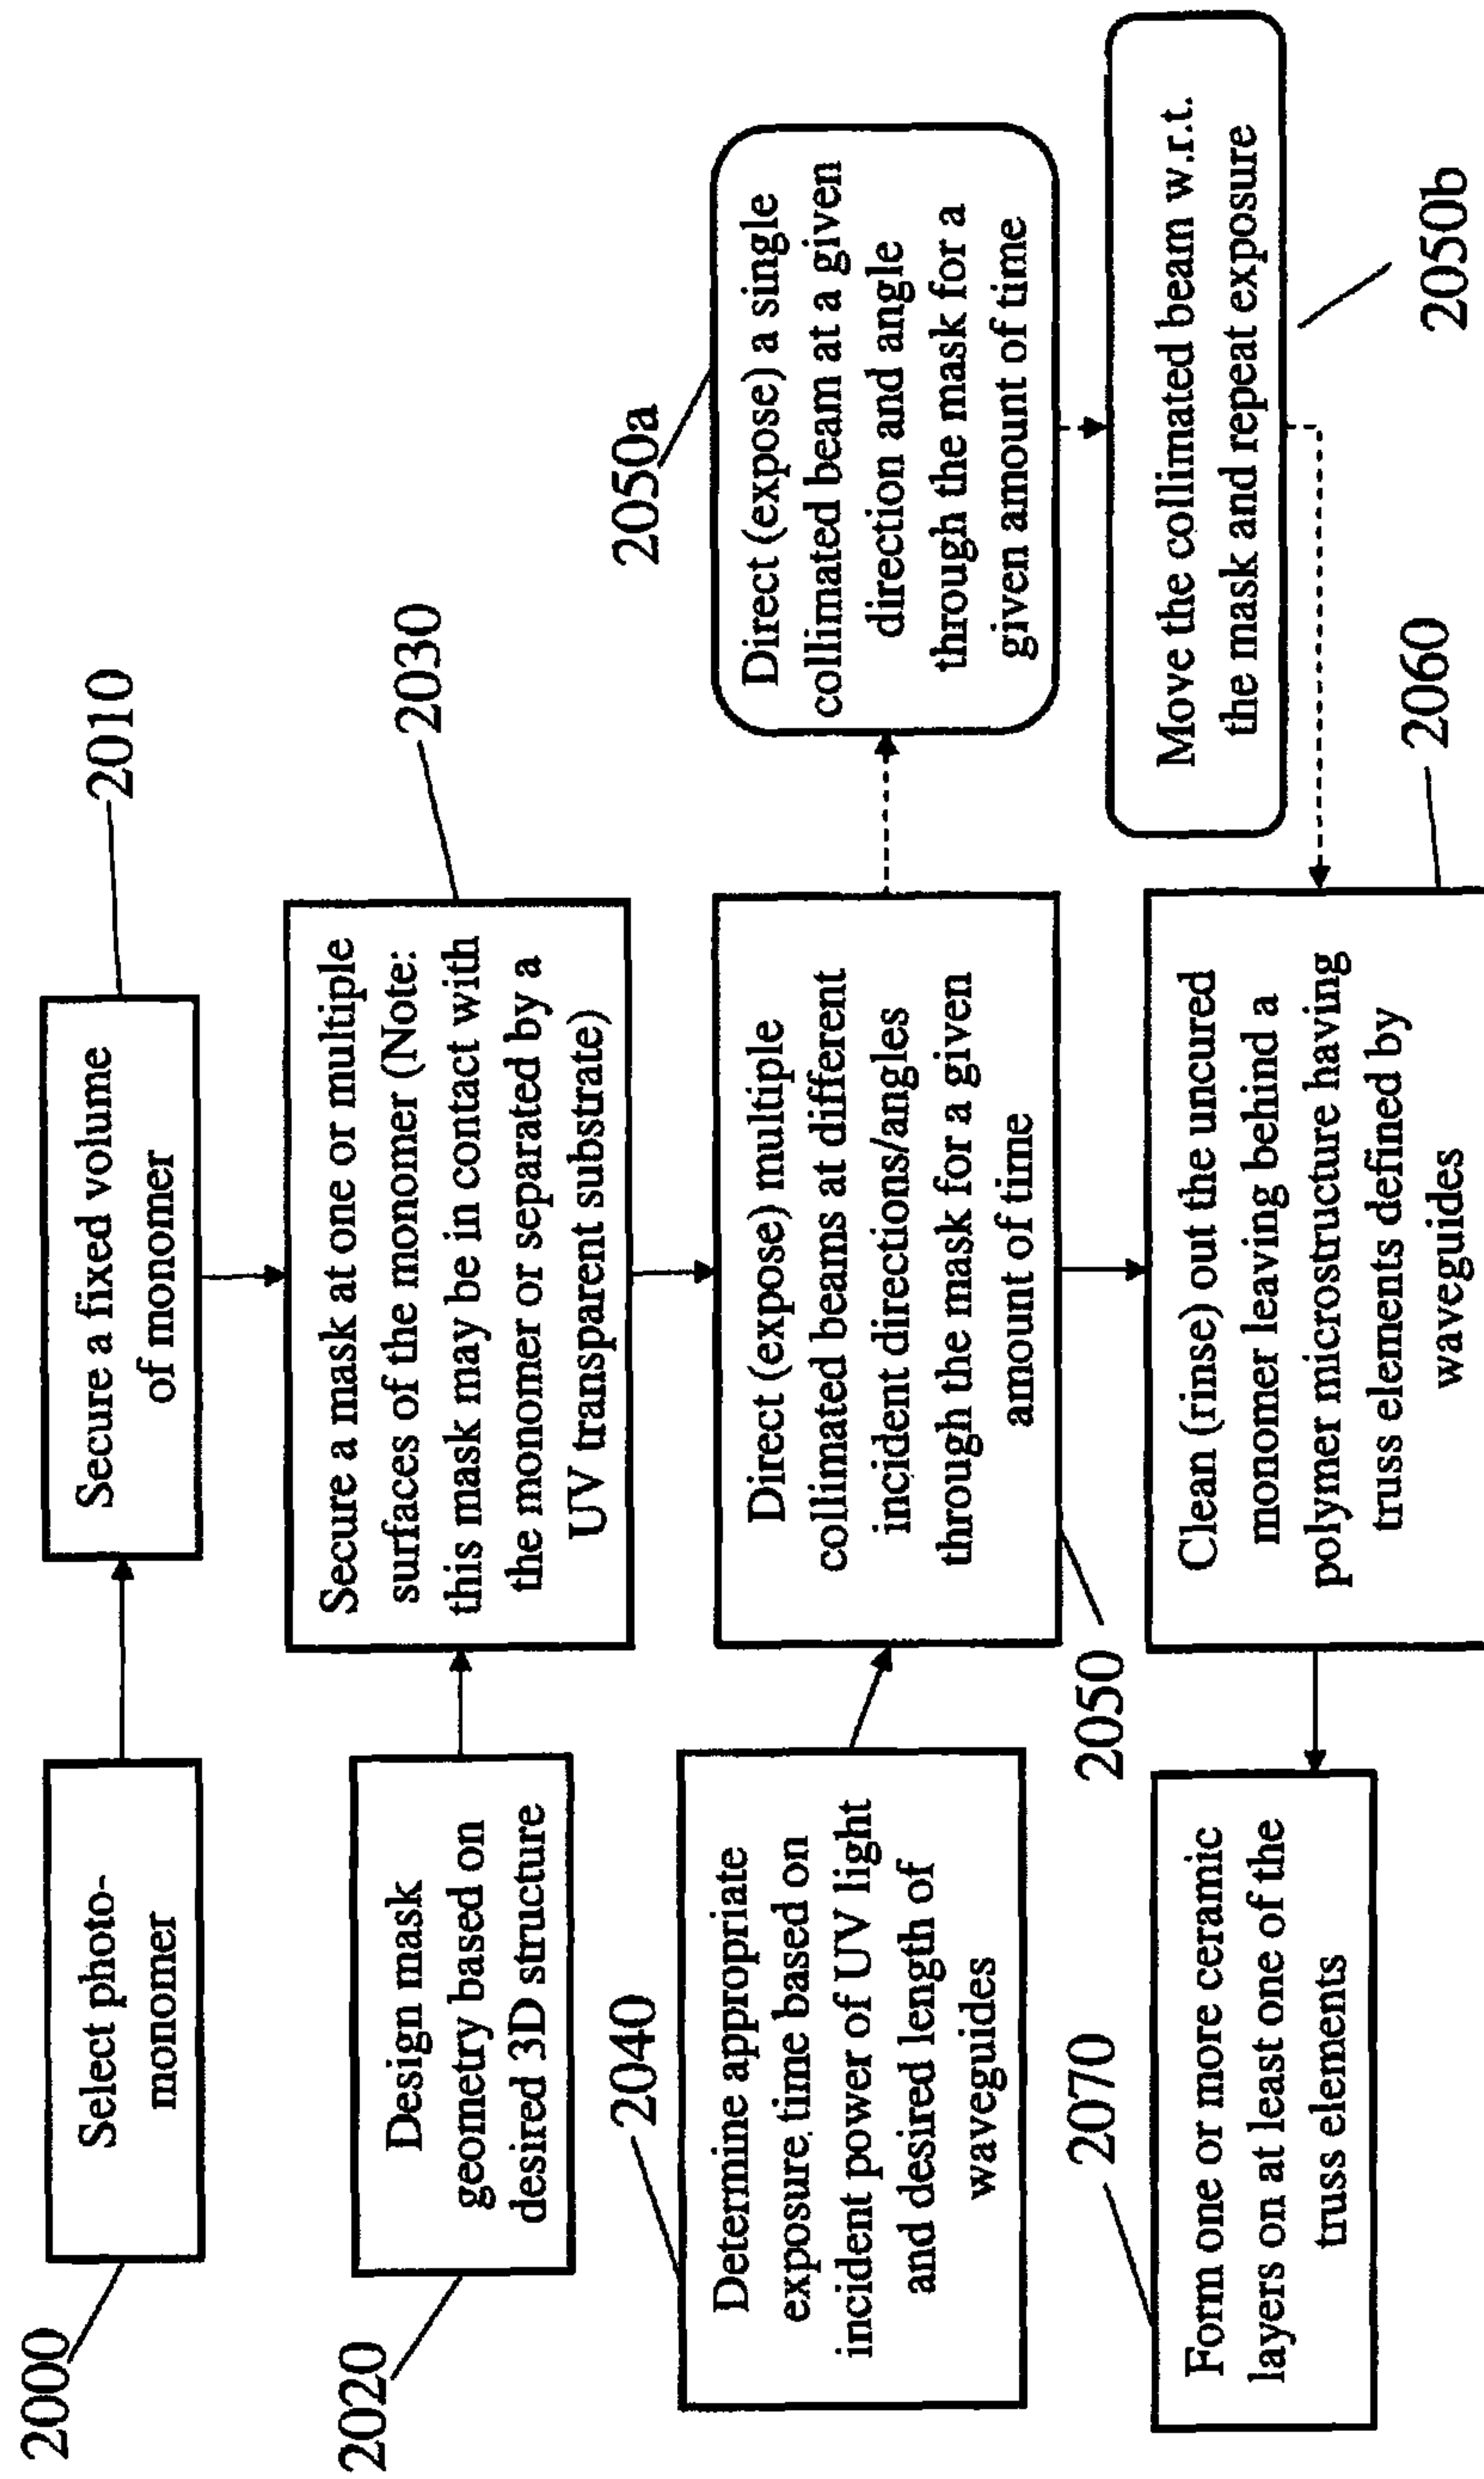 2000
Select photo-
monomer
Secure a fixed volume
of monomer
2010
2020
Design mask
geometry based on
desired 3D structure
Secure a mask at one or multiple
surfaces of the monomer (Note:
this mask may be in contact with
the monomer or separated by a
UV transparent substrate)
2030
2040
Determine appropriate
exposure time based on
incident power of UV light
and desired length of
waveguides
Direct (expose) multiple
collimated beams at different
incident directions/angles
through the mask for a given
amount of time
2050
2050a
Direct (expose) a single
collimated beam at a given
direction and angle
through the mask for a
given amount of time
Move the collimated beam w.r.t.
the mask and repeat exposure
2050b
2070
Form one or more ceramic
layers on at least one of the
truss elements
Clean (rinse) out the uncured
monomer leaving behind a
polymer microstructure having
truss elements defined by
waveguides
2060